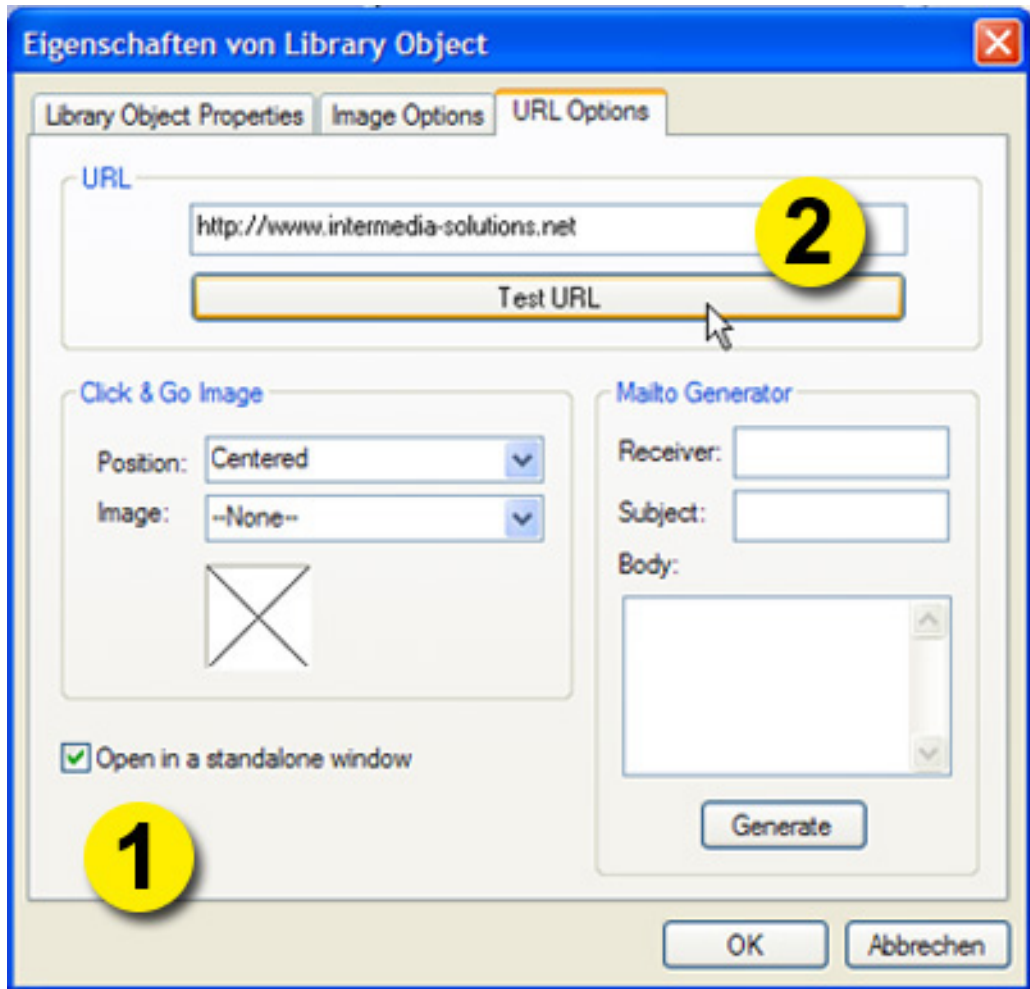 Eigenschaften von Library Object
Library Object Properties
Image Options
URL Options
URL
http://www.intermedia-solutions.net
2
Test URL
Click & Go Image
Position: Centered
Image: --None--
Mailto Generator
Receiver:
Subject:
Body:
Open in a standalone window
1
Generate
OK
Abbrechen